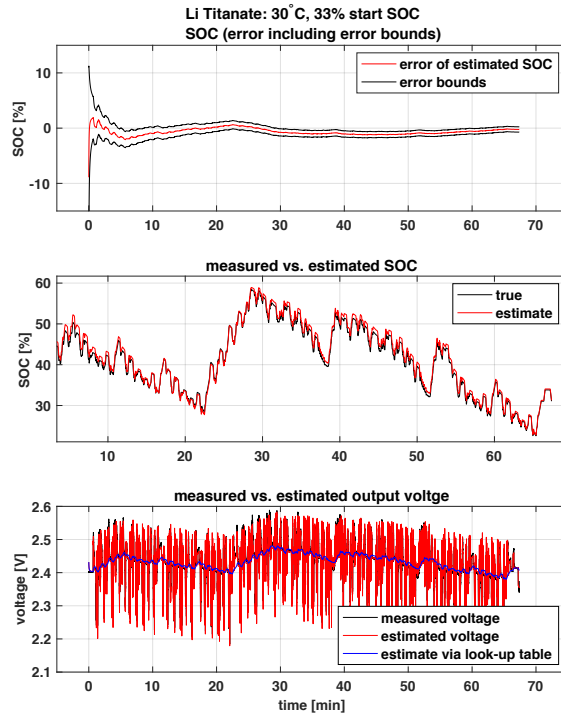 Li Titanate: 30°C, 33% start SOC
SOC (error including error bounds)
error of estimated SOC
error bounds
SOC [%]
10
0
-10
0 10 20 30 40 50 60 70
measured vs. estimated SOC
true
estimate
SOC [%]
60
50
40
30
10 20 30 40 50 60 70
measured vs. estimated output voltge
voltage [V]
2.6
2.5
2.4
2.3
2.2
2.1
measured voltage
estimated voltage
estimate via look-up table
0 10 20 30 40 50 60 70
time [min]